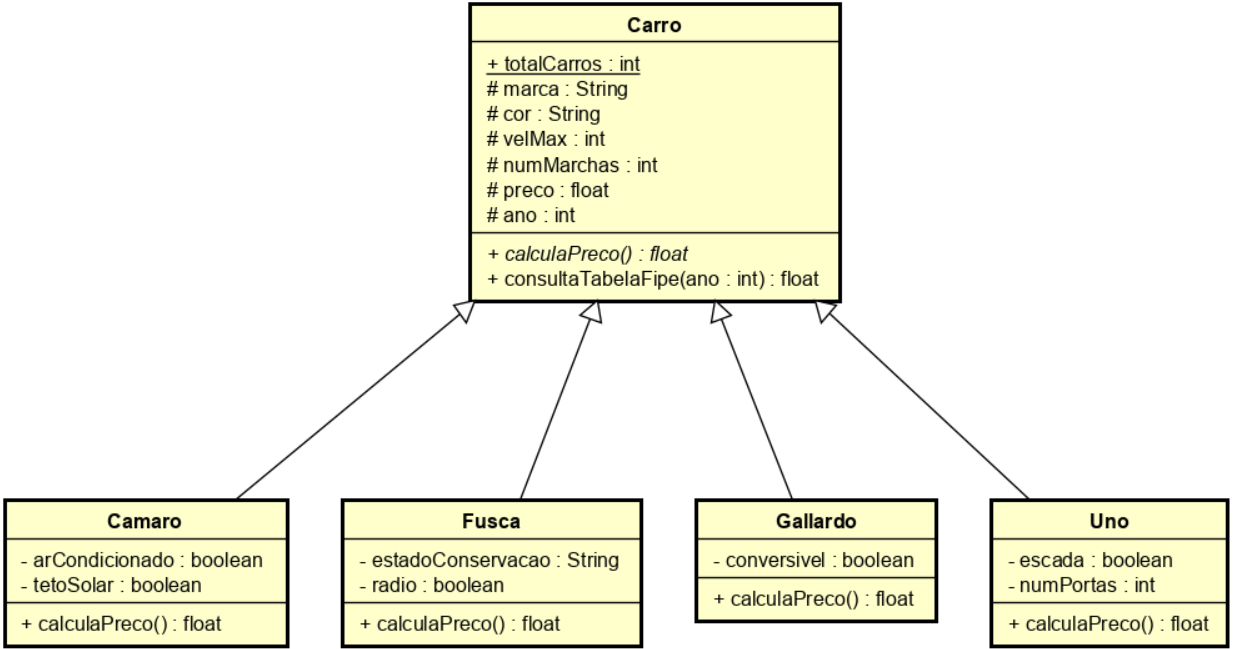 Carro
+ totalCarros : int
# marca : String
# cor : String
# velMax : int
# numMarchas : int
# preco : float
# ano : int
+ calculaPreco() : float
+ consultaTabelaFipe(ano : int) : float
Camaro
- arCondicionado : boolean
- tetoSolar : boolean
+ calculaPreco() : float
Fusca
- estadoConservacao : String
- radio : boolean
+ calculaPreco() : float
Gallardo
- conversivel : boolean
+ calculaPreco() : float
Uno
- escada : boolean
- numPortas : int
+ calculaPreco() : float